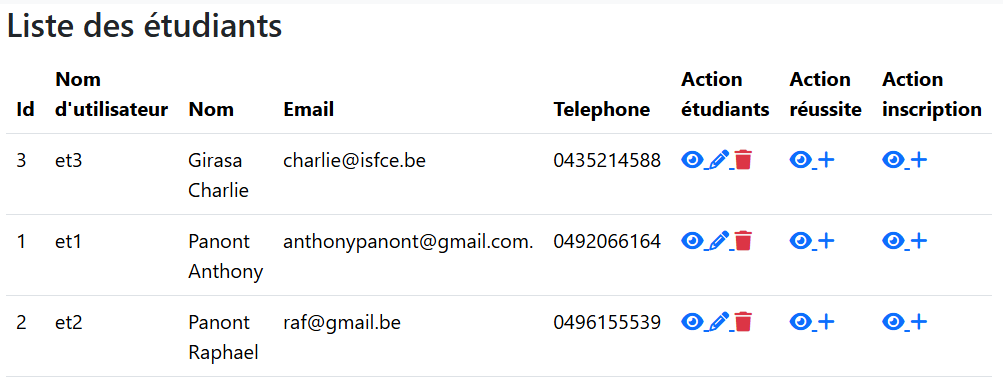 Liste des étudiants
Id Nom d'utilisateur Nom Email Telephone Action étudiants Action réussite Action inscription
3 et3 Girasa Charlie charlie@isfce.be 0435214588
1 et1 Panont Anthony anthonypanont@gmail.com. 0492066164
2 et2 Panont Raphael raf@gmail.be 0496155539